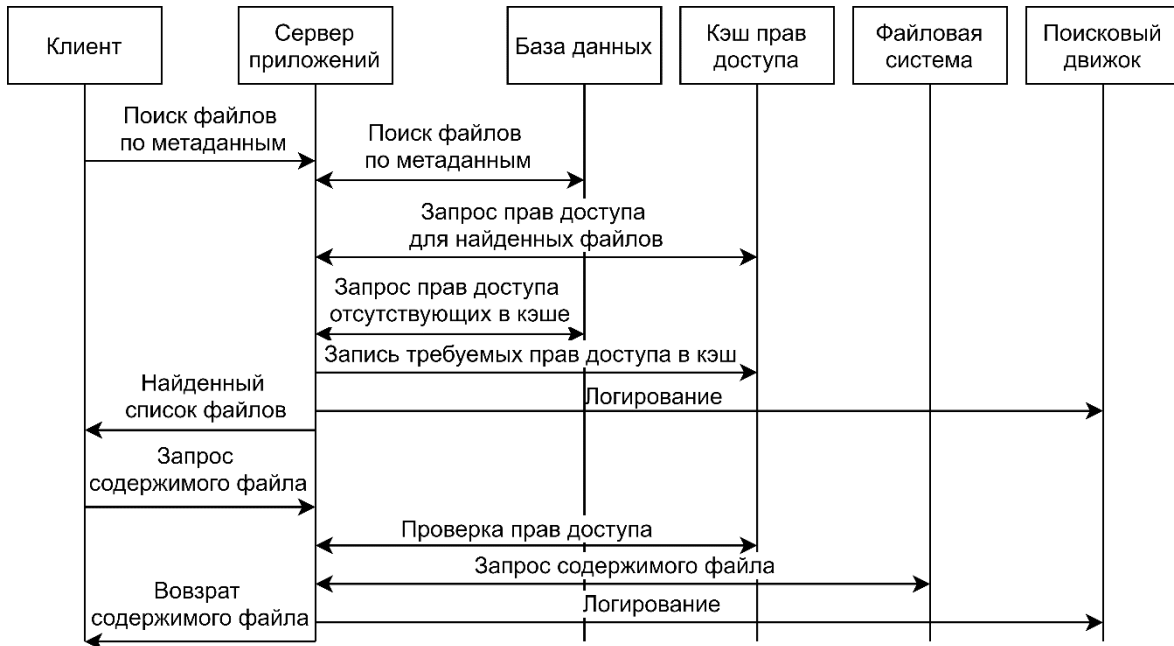 Клиент
Сервер
приложений
База данных
Кэш прав
доступа
Файловая
система
Поисковый
движок
Поиск файлов
по метаданным
Поиск файлов
по метаданным
Запрос прав доступа
для найденных файлов
Запрос прав доступа
отсутствующих в кэше
Запись требуемых прав доступа в кэш
Найденный
список файлов
Логирование
Запрос
содержимого файла
Проверка прав доступа
Запрос содержимого файла
Вовзрат
содержимого файла
Логирование